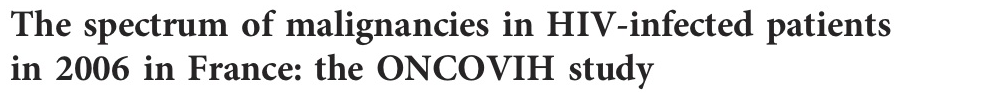 The spectrum of malignancies in HIV-infected patients
in 2006 in France: the ONCOVIH study